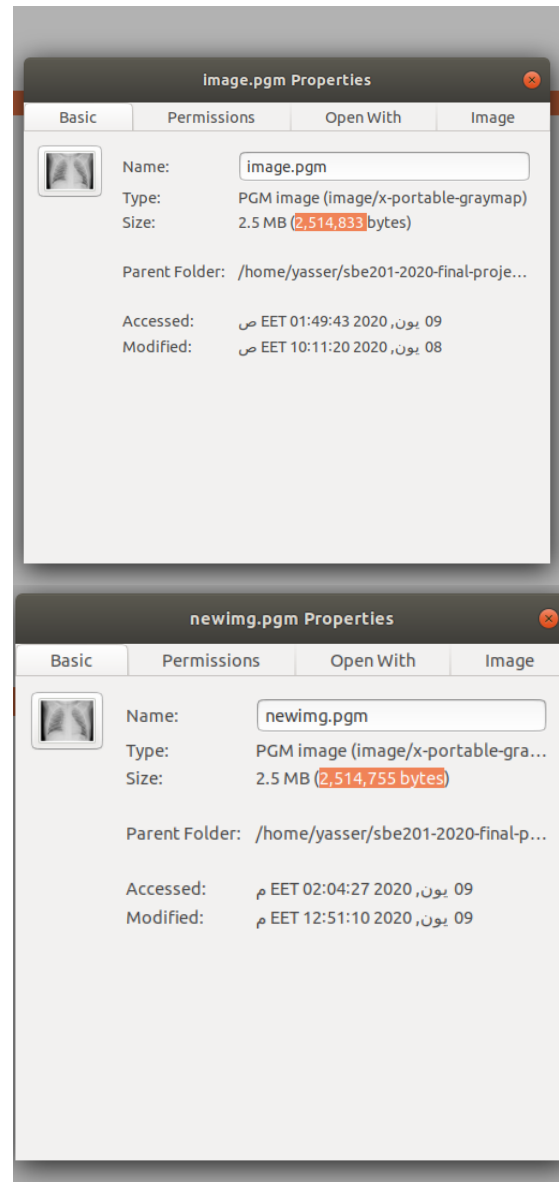 image.pgm Properties
Basic Permissions Open With Image
Name: image.pgm
Type: PGM image (image/x-portable-graymap)
Size: 2.5 MB (2,514,833 bytes)
Parent Folder: /home/yasser/sbe201-2020-final-proje...
Accessed: ص EET 01:49:43 2020 ,يون 09
Modified: ص EET 10:11:20 2020 ,يون 08
newimg.pgm Properties
Basic Permissions Open With Image
Name: newimg.pgm
Type: PGM image (image/x-portable-gra...
Size: 2.5 MB (2,514,755 bytes)
Parent Folder: /home/yasser/sbe201-2020-final-p...
Accessed: م EET 02:04:27 2020 ,يون 09
Modified: م EET 12:51:10 2020 ,يون 09